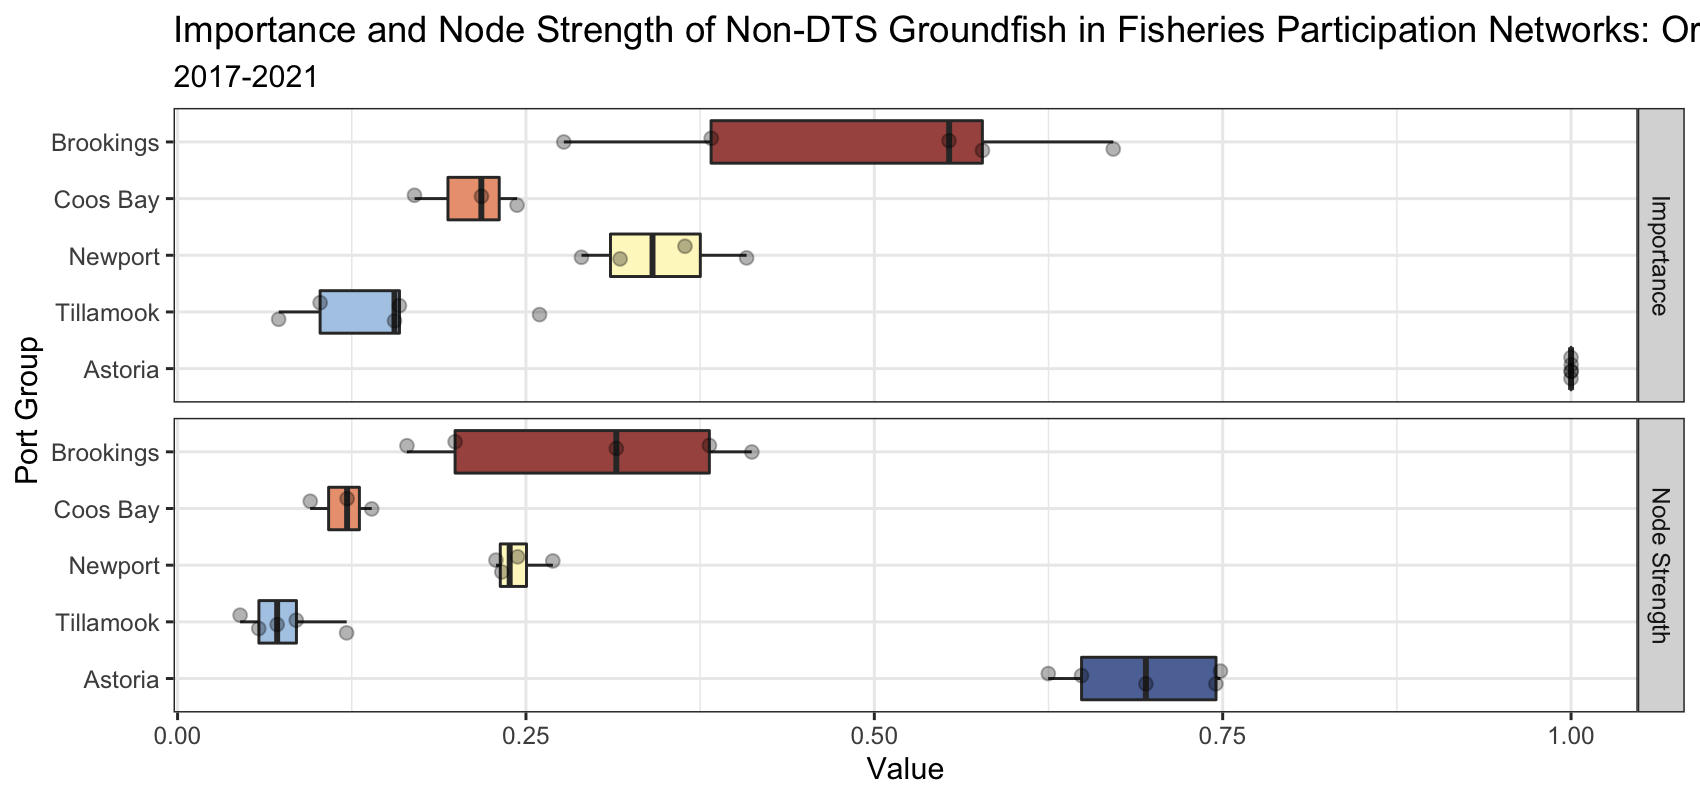 Importance and Node Strength of Non-DTS Groundfish in Fisheries Participation Networks: Or
2017-2021
Port Group
Brookings
Coos Bay
Newport
Tillamook
Astoria
Importance
Brookings
Coos Bay
Newport
Tillamook
Astoria
Node Strength
0.00 0.25 0.50 0.75 1.00
Value